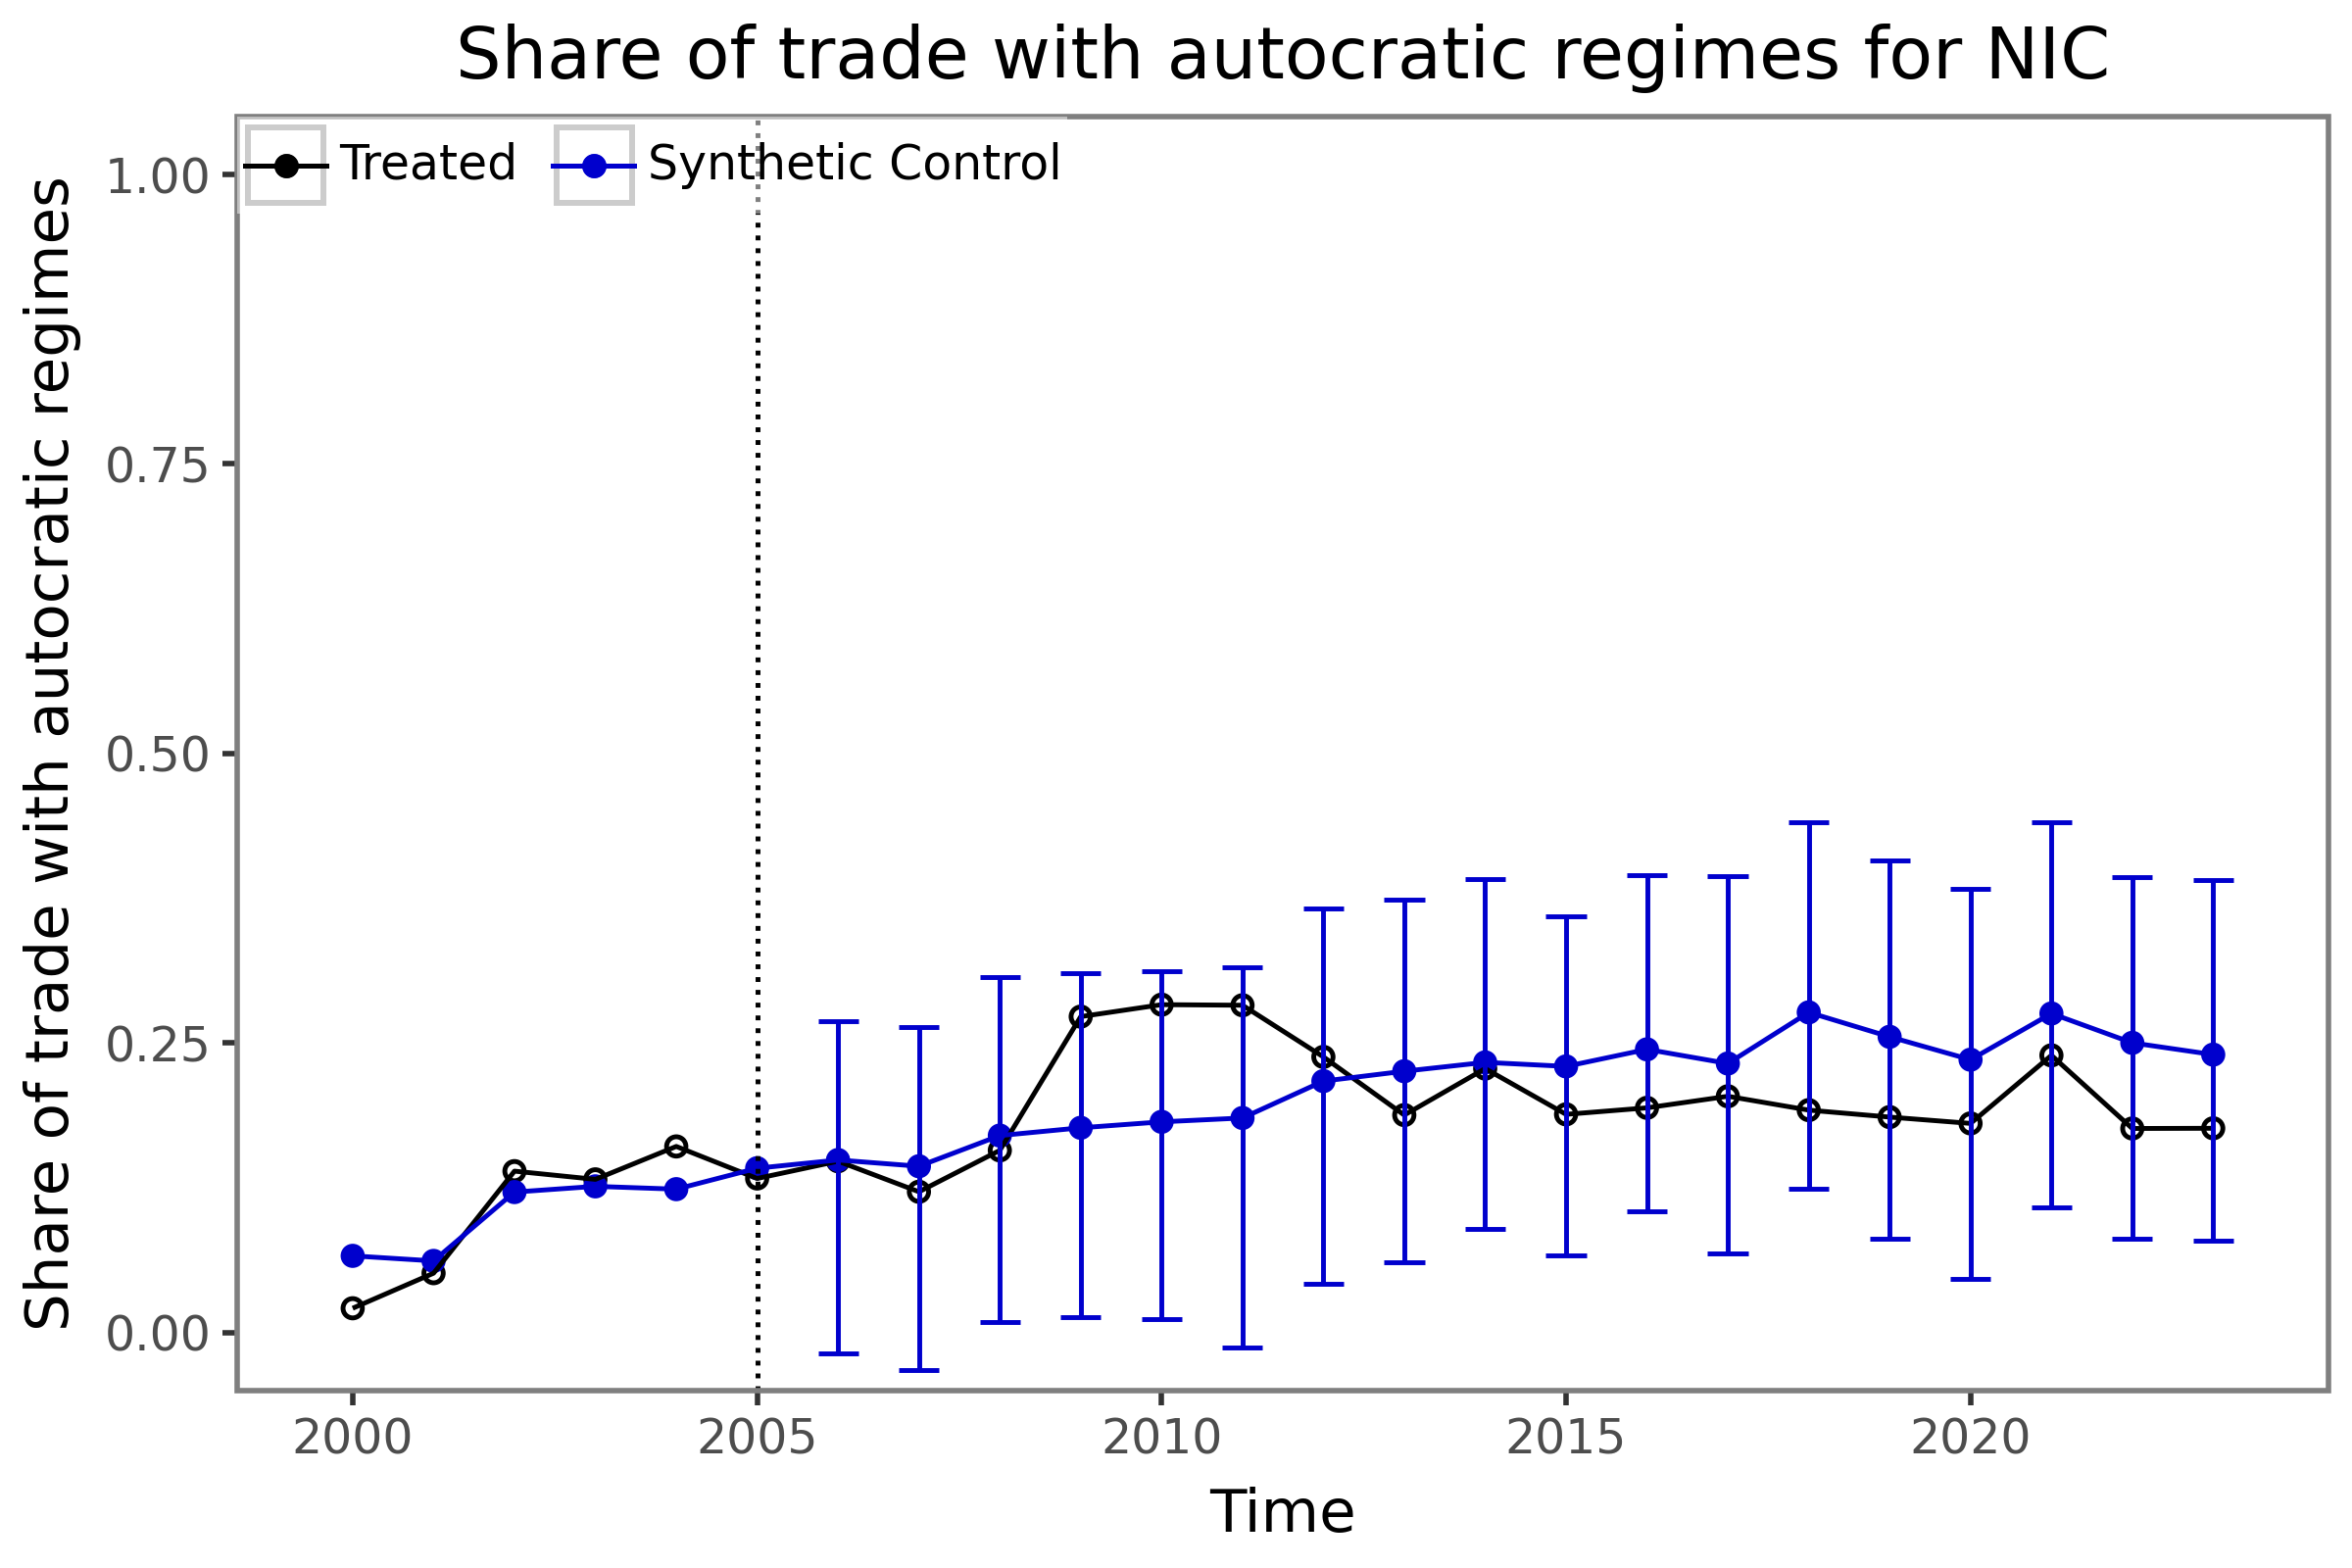 Share of trade with autocratic regimes for NIC
Treated
Synthetic Control
Share of trade with autocratic regimes
1.00
0.75
0.50
0.25
0.00
2000
2005
2010
2015
2020
Time